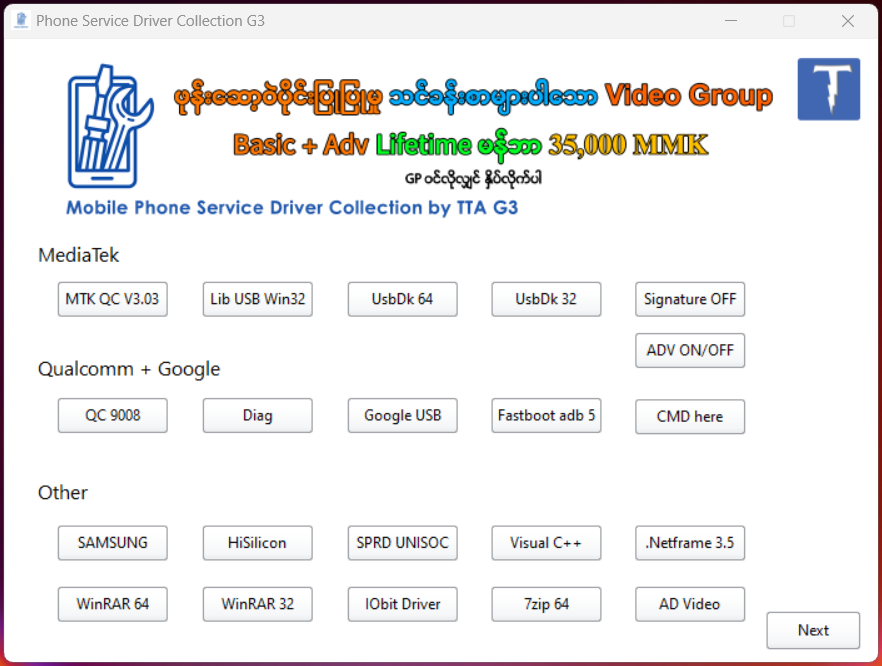 Phone Service Driver Collection G3
ဖုန်းဆော့ဝဲပိုင်းပြုပြုမှု သင်ခန်းစာများပါသော Video Group
Basic + Adv Lifetime မန်ဘာ 35,000 MMK
GP ဝင်လိုလျှင် နှိပ်လိုက်ပါ
Mobile Phone Service Driver Collection by TTA G3
MediaTek
MTK QC V3.03 Lib USB Win32 UsbDk 64 UsbDk 32 Signature OFF
ADV ON/OFF
Qualcomm + Google
QC 9008 Diag Google USB Fastboot adb 5 CMD here
Other
SAMSUNG HiSilicon SPRD UNISOC Visual C++ .Netframe 3.5
WinRAR 64 WinRAR 32 IObit Driver 7zip 64 AD Video
Next